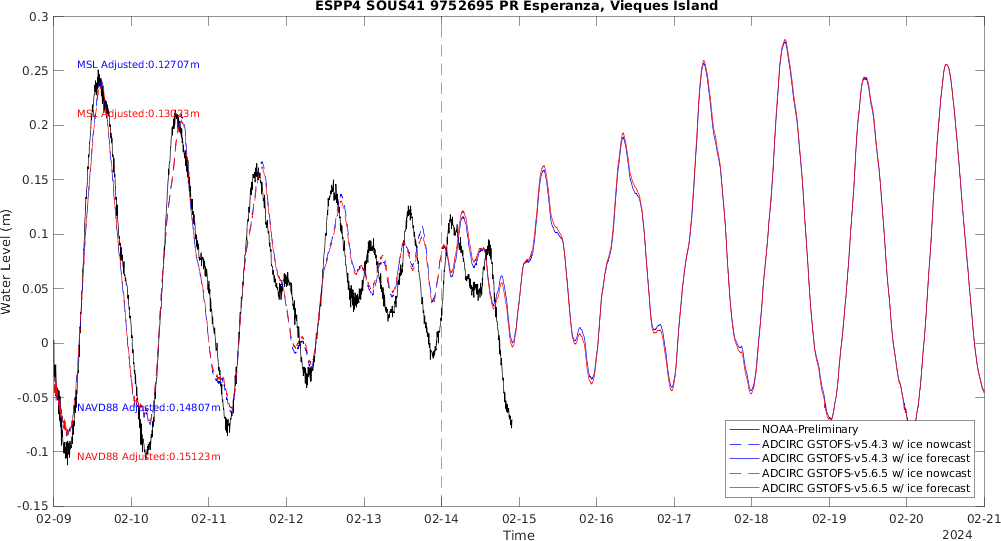 ESPP4 SOUS41 9752695 PR Esperanza, Vieques Island
0.3
0.25
0.2
0.15
0.1
0.05
0
-0.05
-0.1
-0.15
Water Level (m)
MSL Adjusted:0.12707m
MSL Adjusted:0.13023m
NAVD88 Adjusted:0.14807m
NAVD88 Adjusted:0.15123m
NOAA-Preliminary
ADCIRC GSTOFS-v5.4.3 w/ ice nowcast
ADCIRC GSTOFS-v5.4.3 w/ ice forecast
ADCIRC GSTOFS-v5.6.5 w/ ice nowcast
ADCIRC GSTOFS-v5.6.5 w/ ice forecast
02-09 02-10 02-11 02-12 02-13 02-14 02-15 02-16 02-17 02-18 02-19 02-20 02-21
Time
2024